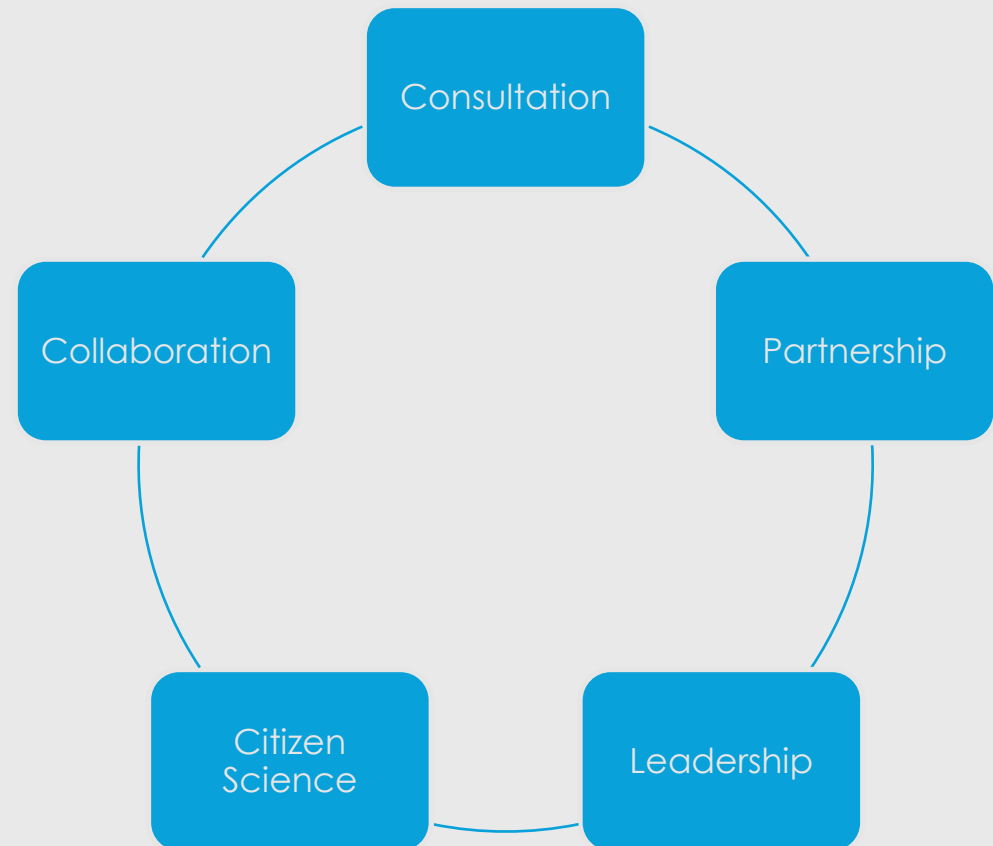 Consultation
Collaboration
Partnership
Citizen
Science
Leadership